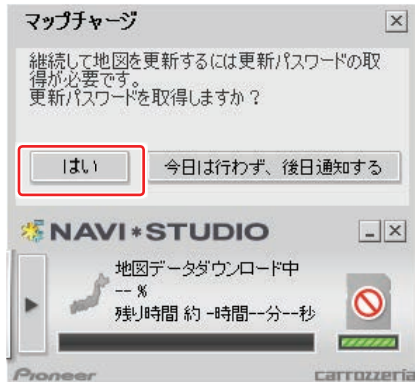 マップチャージ
継続して地図を更新するには更新パスワードの取
得が必要です。
更新パスワードを取得しますか？
はい
今日は行わず、後日通知する
NAVI*STUDIO
地図データダウンロード中
-- %
残り時間 約 -時間--分--秒
Pioneer
carrozzeria